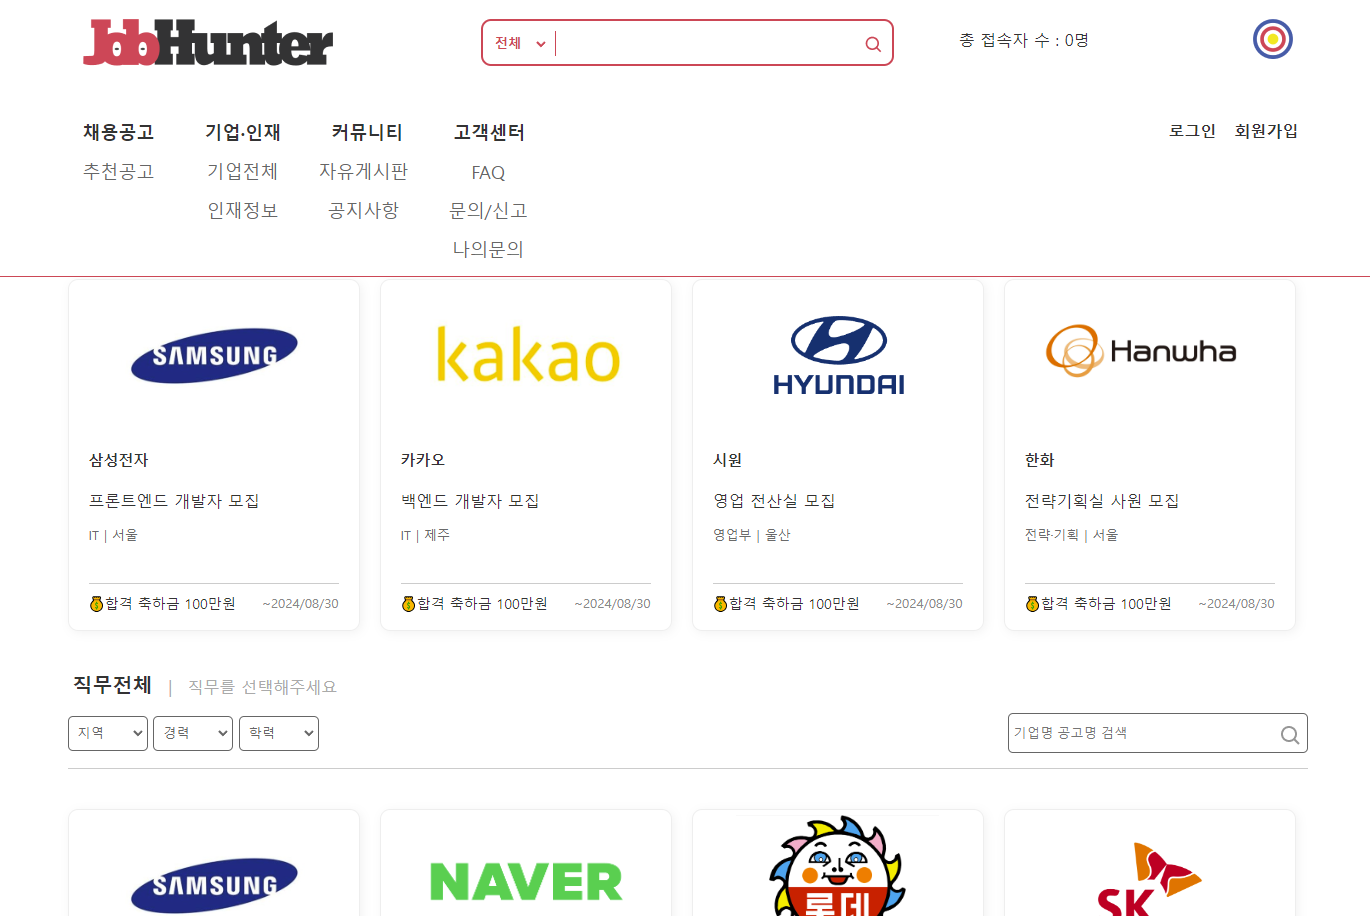 JobHunter
전체
총 접속자 수 : 0명
채용공고 기업·인재 커뮤니티 고객센터
로그인 회원가입
추천공고 기업전체 자유게시판 FAQ
인재정보 공지사항 문의/신고
나의문의
SAMSUNG
kakao
HYUNDAI
Hanwha
삼성전자
프론트엔드 개발자 모집
IT | 서울
합격 축하금 100만원 ~2024/08/30
카카오
백엔드 개발자 모집
IT | 제주
합격 축하금 100만원 ~2024/08/30
시원
영업 전산실 모집
영업부 | 울산
합격 축하금 100만원 ~2024/08/30
한화
전략기획실 사원 모집
전략·기획 | 서울
합격 축하금 100만원 ~2024/08/30
직무전체 | 직무를 선택해주세요
지역 경력 학력
기업명 공고명 검색
SAMSUNG
NAVER
롯데
SK